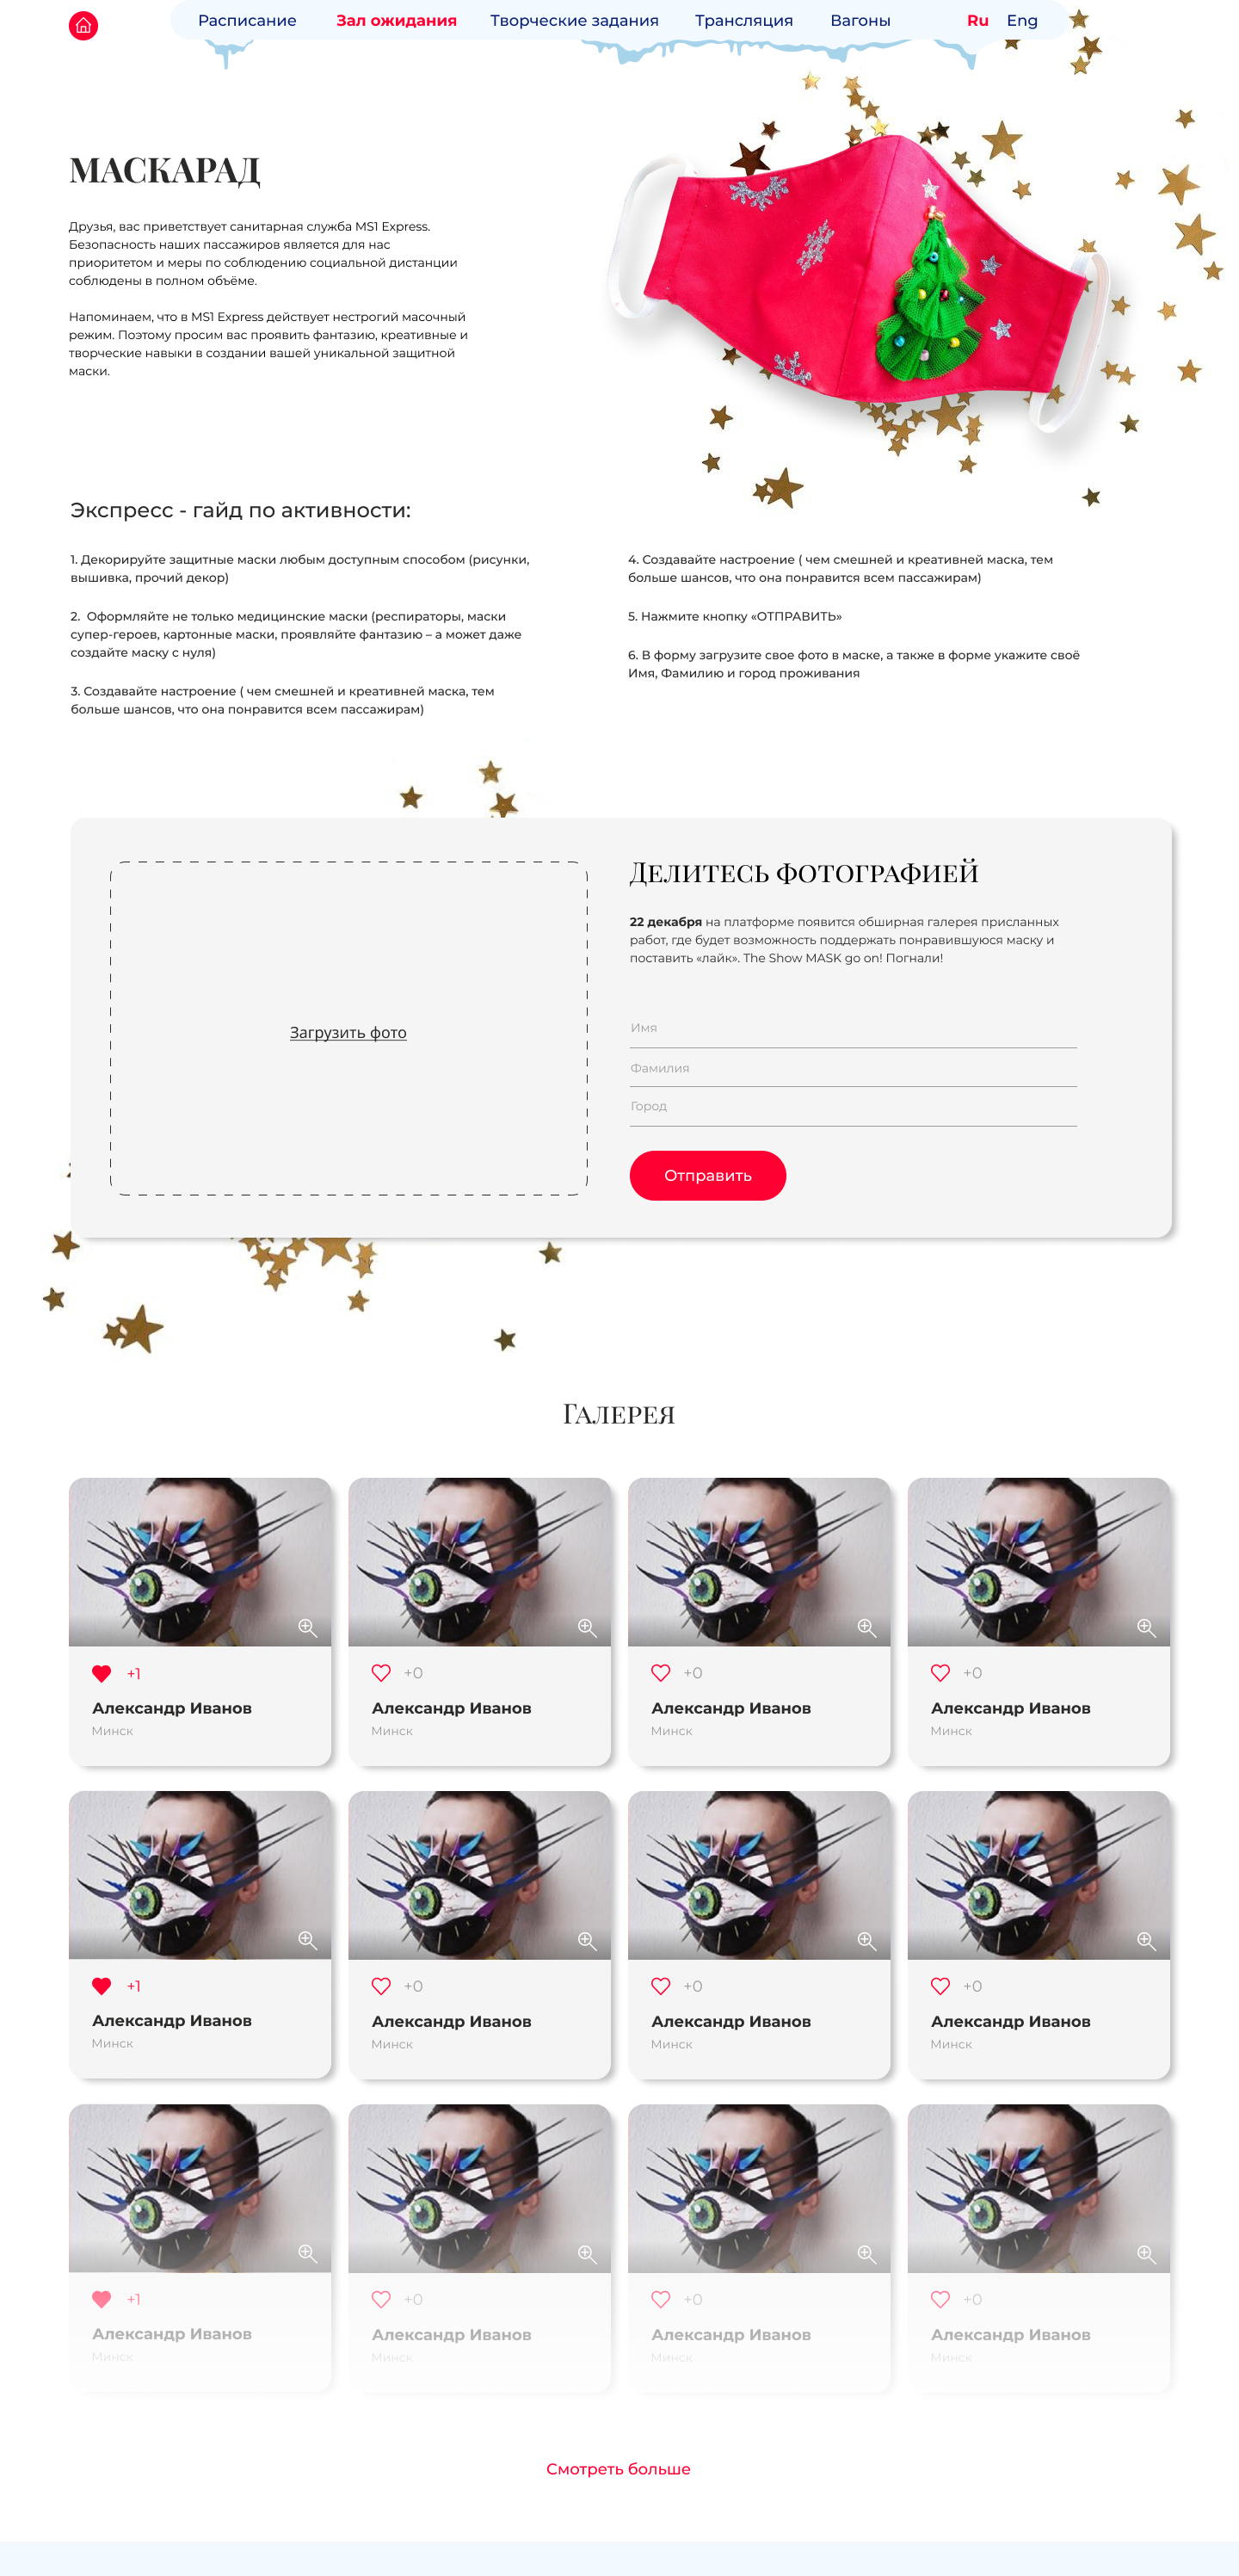 Расписание Зал ожидания Творческие задания Трансляция Вагоны Ru Eng
МАСКАРАД
Друзья, вас приветствует санитарная служба MS1 Express.
Безопасность наших пассажиров является для нас
приоритетом и меры по соблюдению социальной дистанции
соблюдены в полном объёме.
Напоминаем, что в MS1 Express действует нестрогий масочный
режим. Поэтому просим вас проявить фантазию, креативные и
творческие навыки в создании вашей уникальной защитной
маски.
Экспресс - гайд по активности:
1. Декорируйте защитные маски любым доступным способом (рисунки,
вышивка, прочий декор)
2. Оформляйте не только медицинские маски (респираторы, маски
супер-героев, картонные маски, проявляйте фантазию – а может даже
создайте маску с нуля)
3. Создавайте настроение ( чем смешней и креативней маска, тем
больше шансов, что она понравится всем пассажирам)
4. Создавайте настроение ( чем смешней и креативней маска, тем
больше шансов, что она понравится всем пассажирам)
5. Нажмите кнопку «ОТПРАВИТЬ»
6. В форму загрузите свое фото в маске, а также в форме укажите своё
Имя, Фамилию и город проживания
Загрузить фото
Делитесь фотографией
22 декабря на платформе появится обширная галерея присланных
работ, где будет возможность поддержать понравившуюся маску и
поставить «лайк». The Show MASK go on! Погнали!
Имя
Фамилия
Город
Отправить
Галерея
+1 +0 +0 +0
Александр Иванов Александр Иванов Александр Иванов Александр Иванов
Минск Минск Минск Минск
+1 +0 +0 +0
Александр Иванов Александр Иванов Александр Иванов Александр Иванов
Минск Минск Минск Минск
+1 +0 +0 +0
Александр Иванов Александр Иванов Александр Иванов Александр Иванов
Минск Минск Минск Минск
Смотреть больше